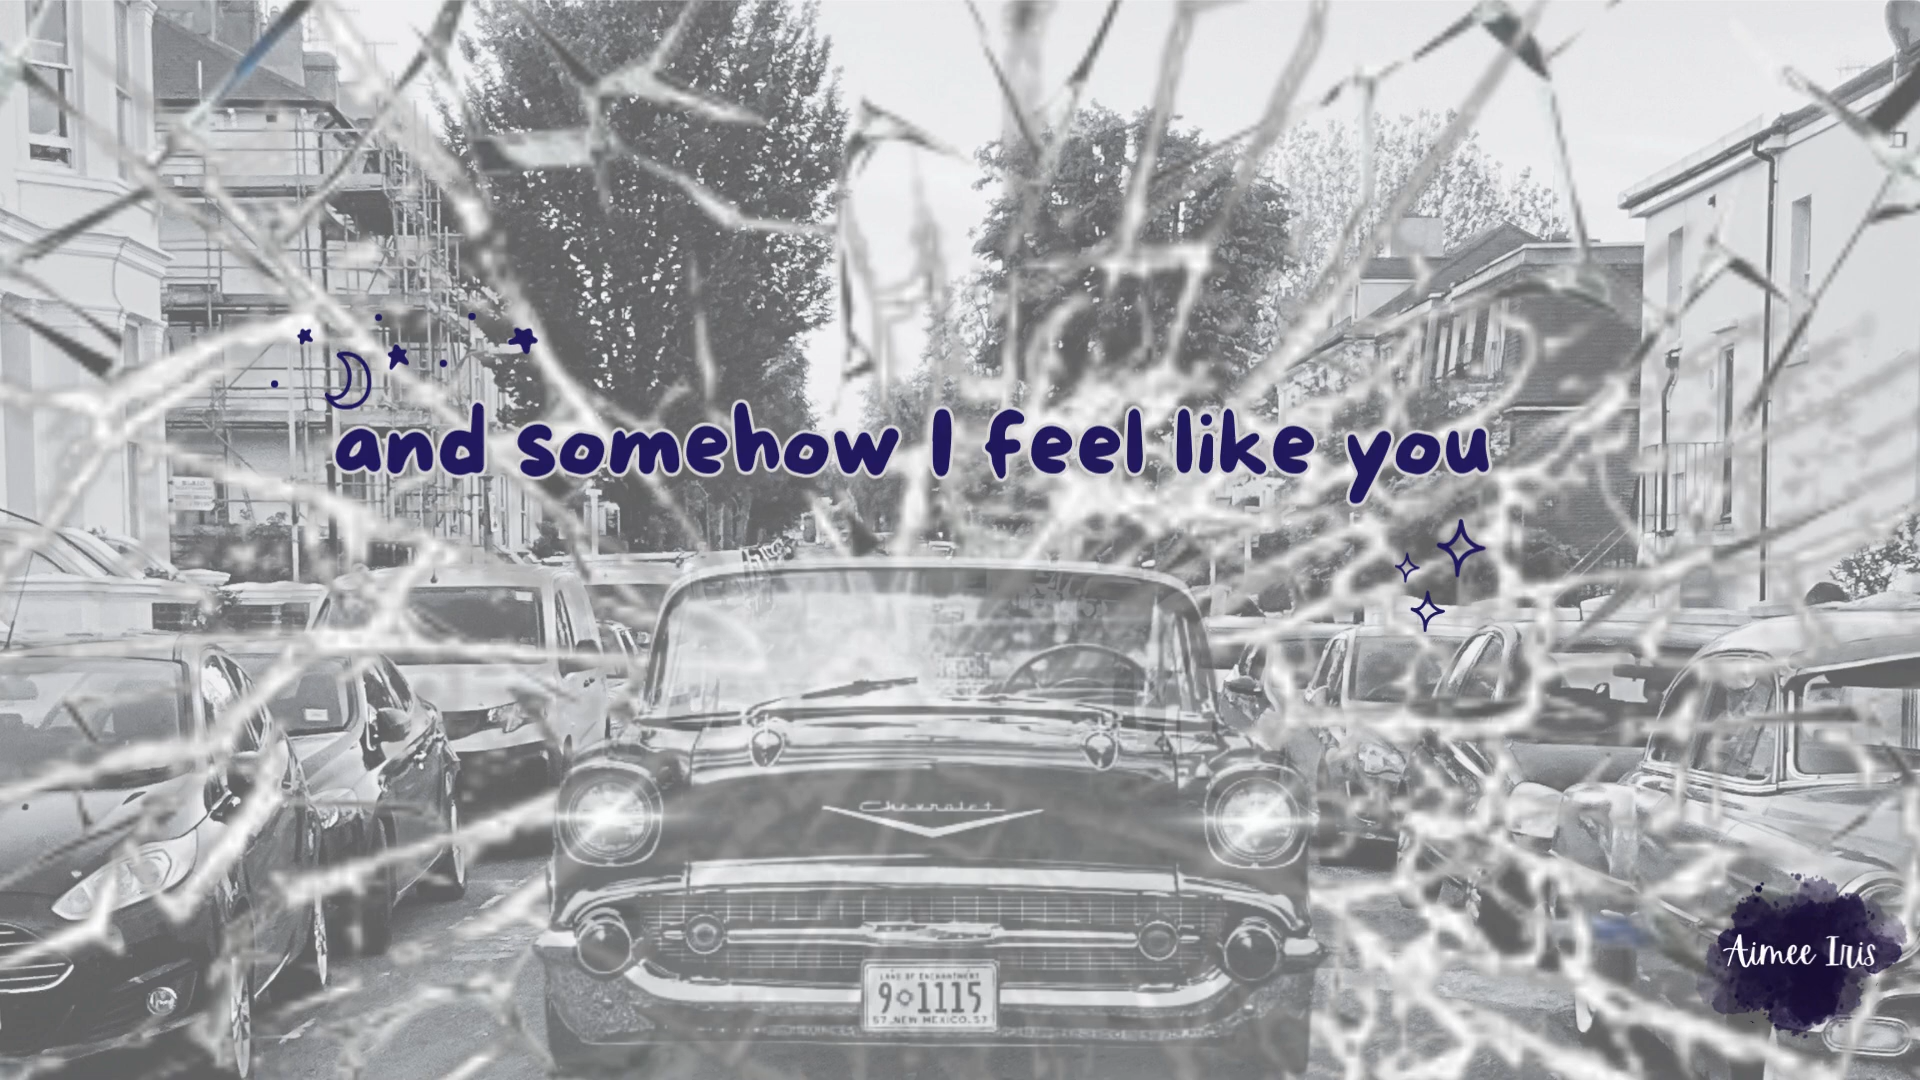 and somehow I feel like you
Chevrolet
LAND OF ENCHANTMENT
9 1115
57 NEW MEXICO 57
Aimee Iris